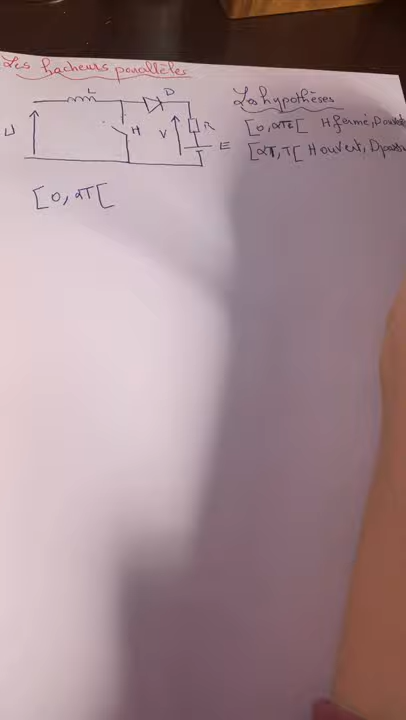 Les hacheurs parallèles
Les hypothèses
L
D
U
H
V
R
E
[0, αT[ H fermé, D
[αT, T[ H ouvert, D
[0, αT[